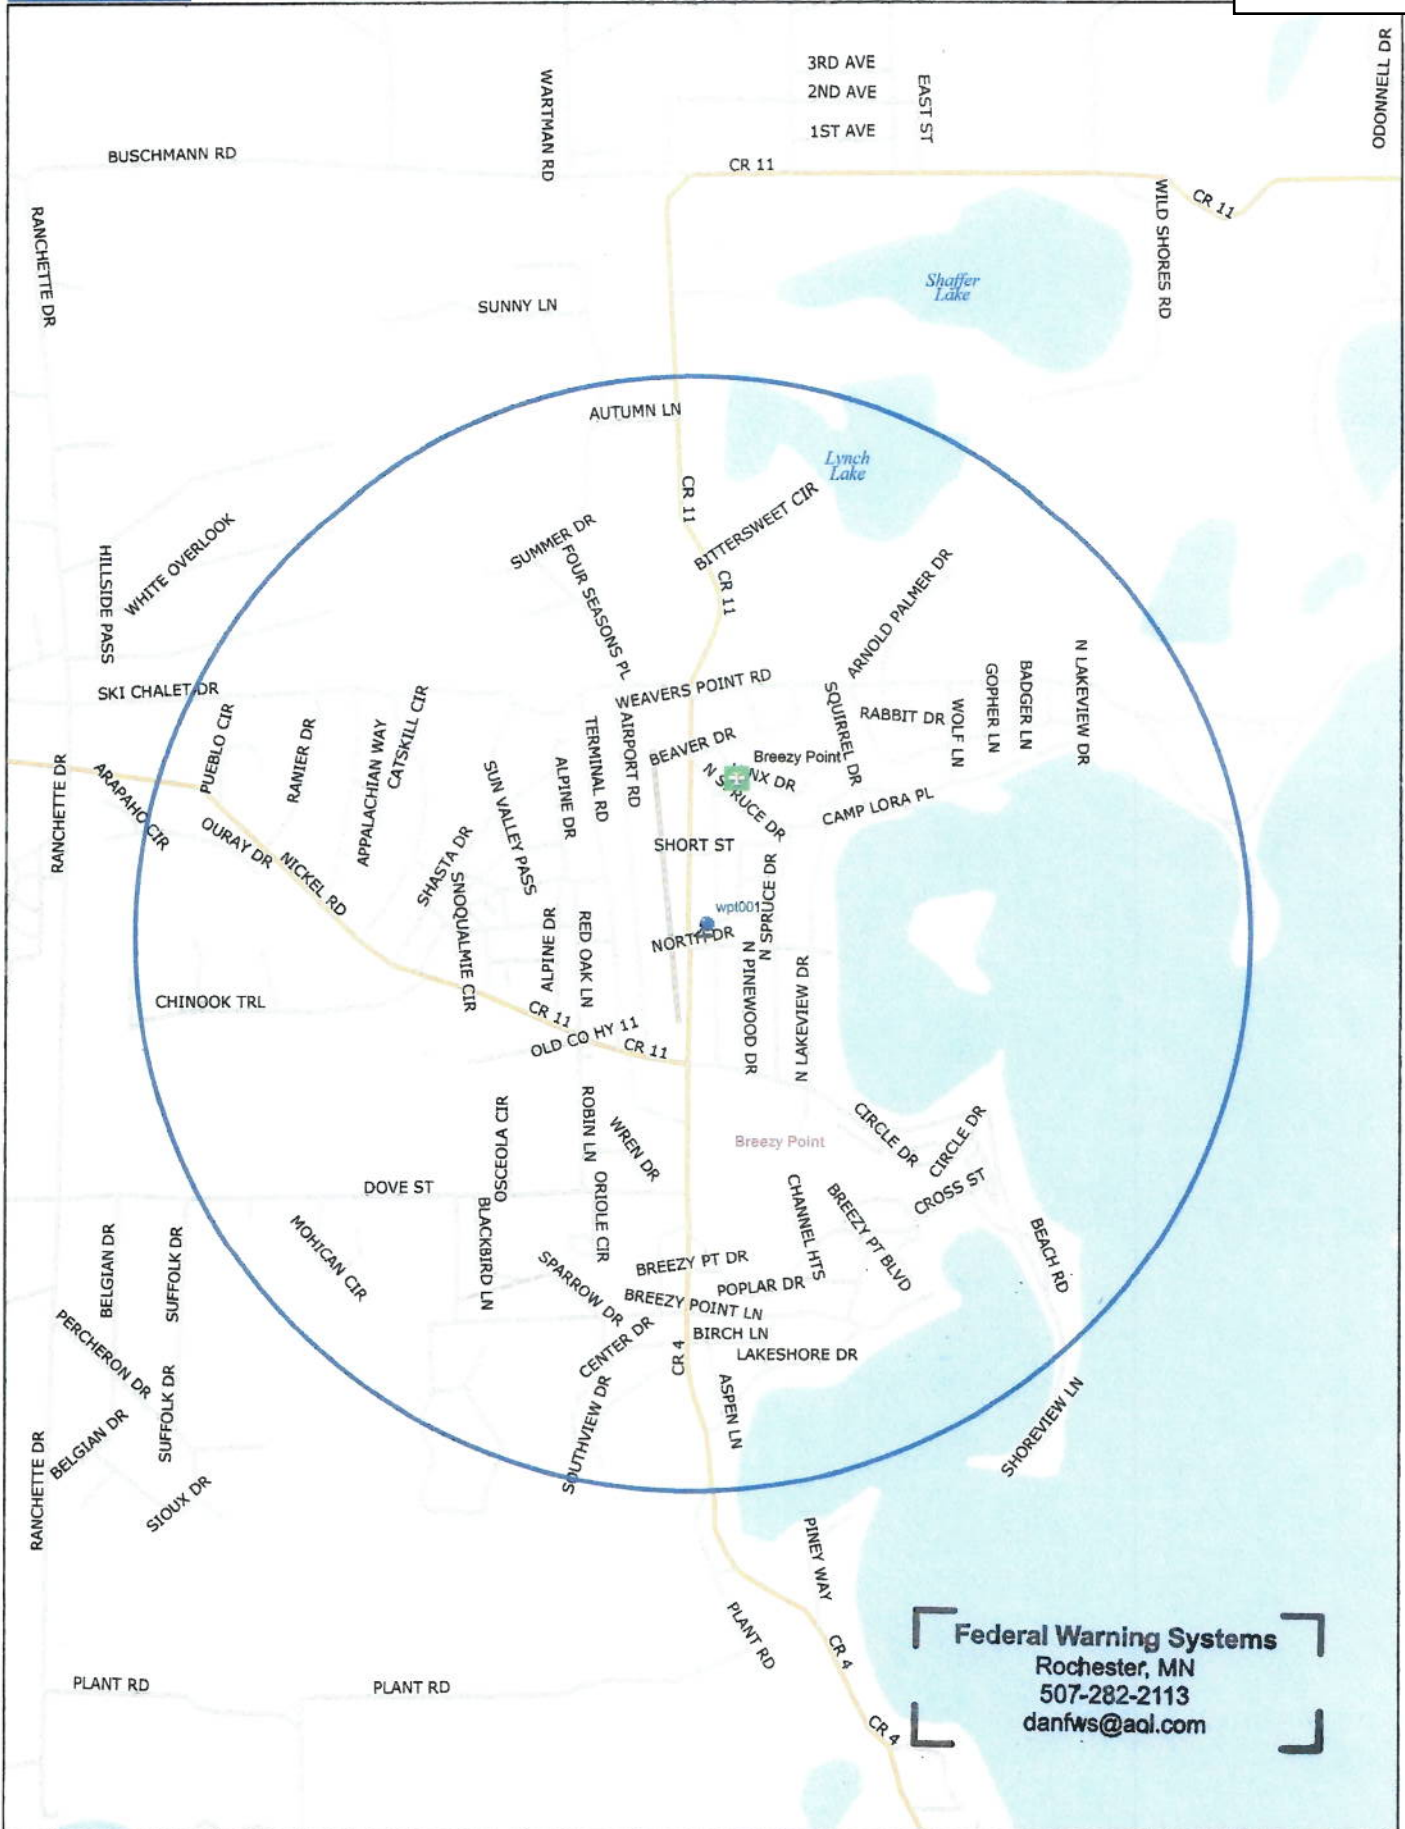 3RD AVE
2ND AVE
1ST AVE
EAST ST
ODONNELL DR
WARTMAN RD
BUSCHMANN RD
CR 11
WILD SHORES RD
CR 11
RANCHETTE DR
Shaffer
Lake
SUNNY LN
AUTUMN LN
Lynch
Lake
CR 11
BITTERSWEET CIR
SUMMER DR
FOUR SEASONS PL
CR 11
WHITE OVERLOOK
HILLSIDE PASS
ARNOLD PALMER DR
N LAKEVIEW DR
BADGER LN
GOPHER LN
WOLF LN
RABBIT DR
SQUIRREL DR
WEAVERS POINT RD
SKI CHALET DR
PUEBLO CIR
RANIER DR
APPALACHIAN WAY
CATSKILL CIR
TERMINAL RD
AIRPORT RD
BEAVER DR
Breezy Point
NX DR
N SPRUCE DR
CAMP LORA PL
ALPINE DR
SUN VALLEY PASS
RANCHETTE DR
ARAPAHO CIR
OURAY DR
NICKEL RD
SHASTA DR
SNOQUALMIE CIR
SHORT ST
wpt001
N SPRUCE DR
NORTH DR
ALPINE DR
RED OAK LN
N PINEWOOD DR
N LAKEVIEW DR
CHINOOK TRL
CR 11
OLD CO HY 11
CR 11
OSCEOLA CIR
ROBIN LN
WREN DR
Breezy Point
CIRCLE DR
CIRCLE DR
CROSS ST
DOVE ST
ORIOLE CIR
CHANNEL HTS
BREEZY PT BLVD
BEACH RD
BLACKBIRD LN
MOHICAN CIR
BELGIAN DR
SUFFOLK DR
SPARROW DR
BREEZY PT DR
POPLAR DR
BREEZY POINT LN
BIRCH LN
CENTER DR
CR 4
LAKESHORE DR
PERCHERON DR
SUFFOLK DR
SOUTHVIEW DR
ASPEN LN
SHOREVIEW LN
BELGIAN DR
RANCHETTE DR
SIOUX DR
PINEY WAY
PLANT RD
CR 4
PLANT RD
PLANT RD
CR 4
Federal Warning Systems
Rochester, MN
507-282-2113
danfws@aol.com